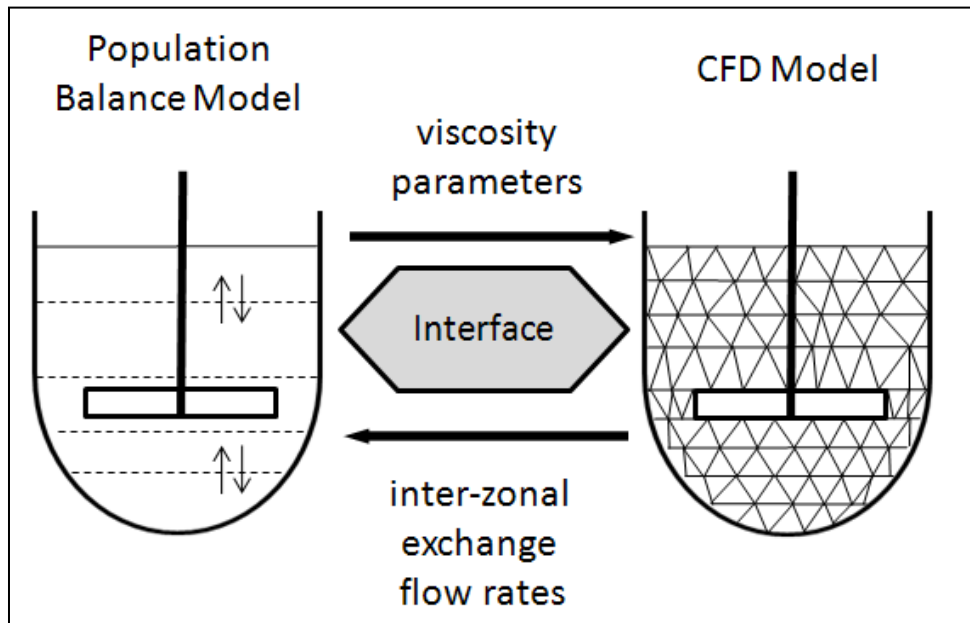 Population
Balance Model
CFD Model
viscosity
parameters
Interface
inter-zonal
exchange
flow rates